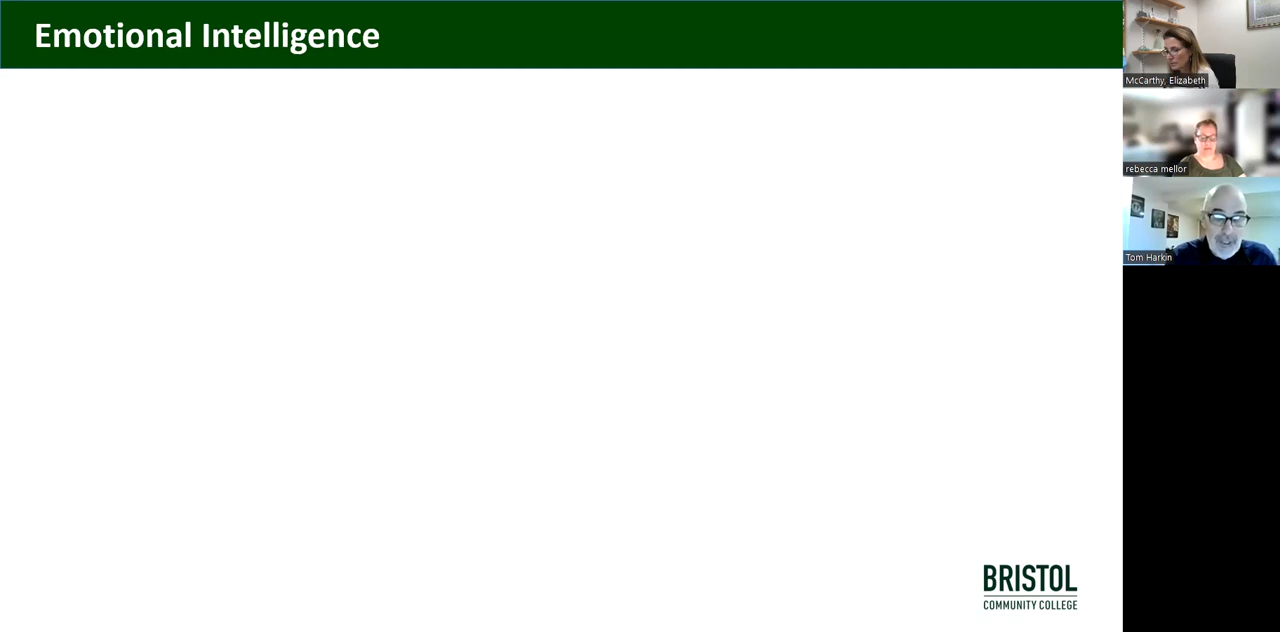 Emotional Intelligence
McCarthy, Elizabeth
rebecca mellor
Tom Harkin
BRISTOL
COMMUNITY COLLEGE